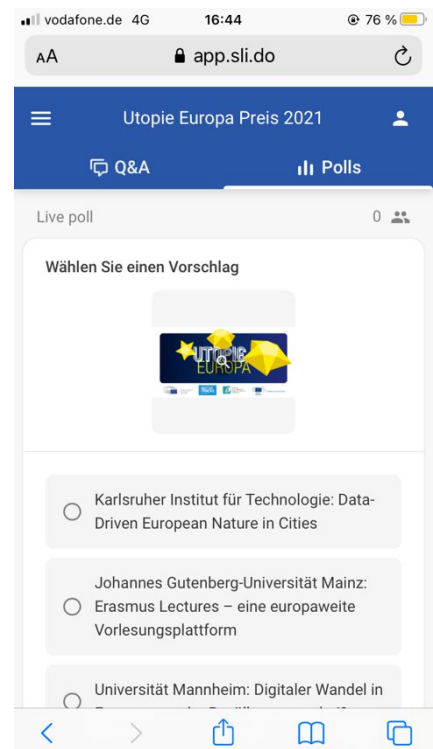 vodafone.de 4G 16:44 76 %
AA app.sli.do
Utopie Europa Preis 2021
Q&A Polls
Live poll 0
Wählen Sie einen Vorschlag
UTOPIE
EUROPA
Karlsruher Institut für Technologie: Data-
Driven European Nature in Cities
Johannes Gutenberg-Universität Mainz:
Erasmus Lectures – eine europaweite
Vorlesungsplattform
Universität Mannheim: Digitaler Wandel in